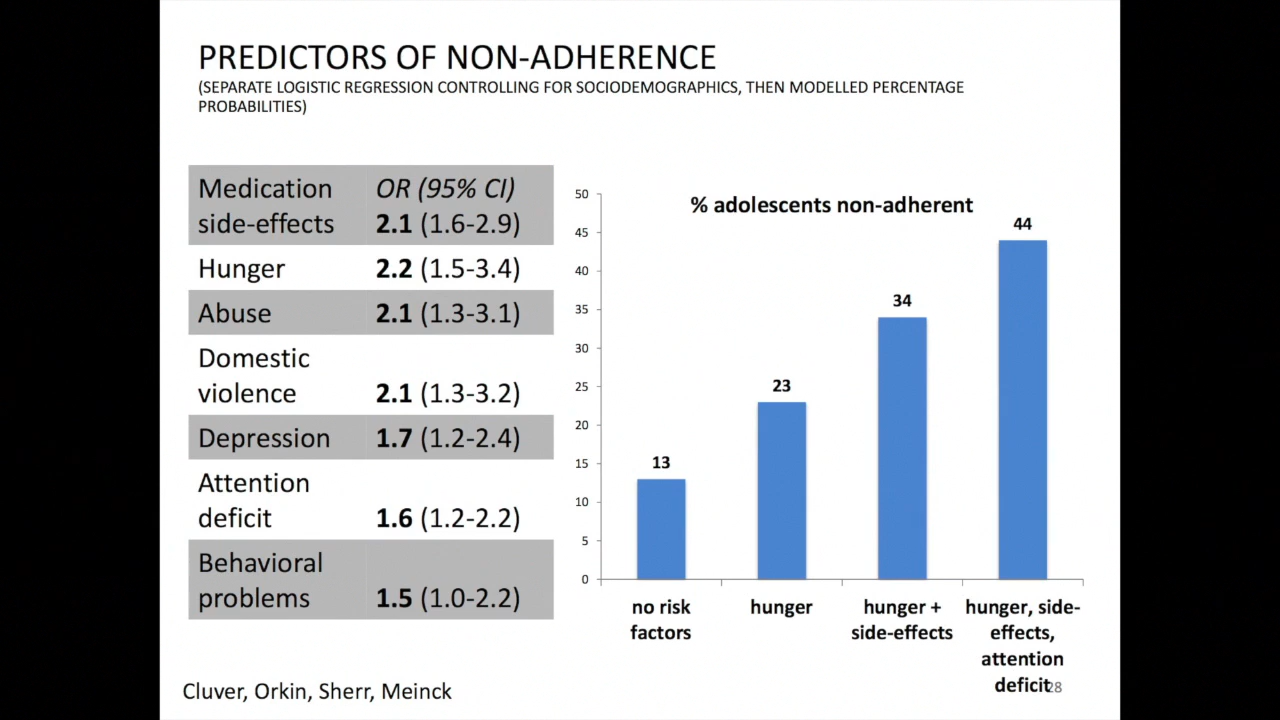 PREDICTORS OF NON-ADHERENCE
(SEPARATE LOGISTIC REGRESSION CONTROLLING FOR SOCIODEMOGRAPHICS, THEN MODELLED PERCENTAGE
PROBABILITIES)
Medication OR (95% CI)
side-effects 2.1 (1.6-2.9)
Hunger 2.2 (1.5-3.4)
Abuse 2.1 (1.3-3.1)
Domestic
violence 2.1 (1.3-3.2)
Depression 1.7 (1.2-2.4)
Attention
deficit 1.6 (1.2-2.2)
Behavioral
problems 1.5 (1.0-2.2)
% adolescents non-adherent
50
45
40
35
30
25
20
15
10
5
0
13
23
34
44
no risk
factors
hunger
hunger +
side-effects
hunger, side-
effects,
attention
deficit
28
Cluver, Orkin, Sherr, Meinck